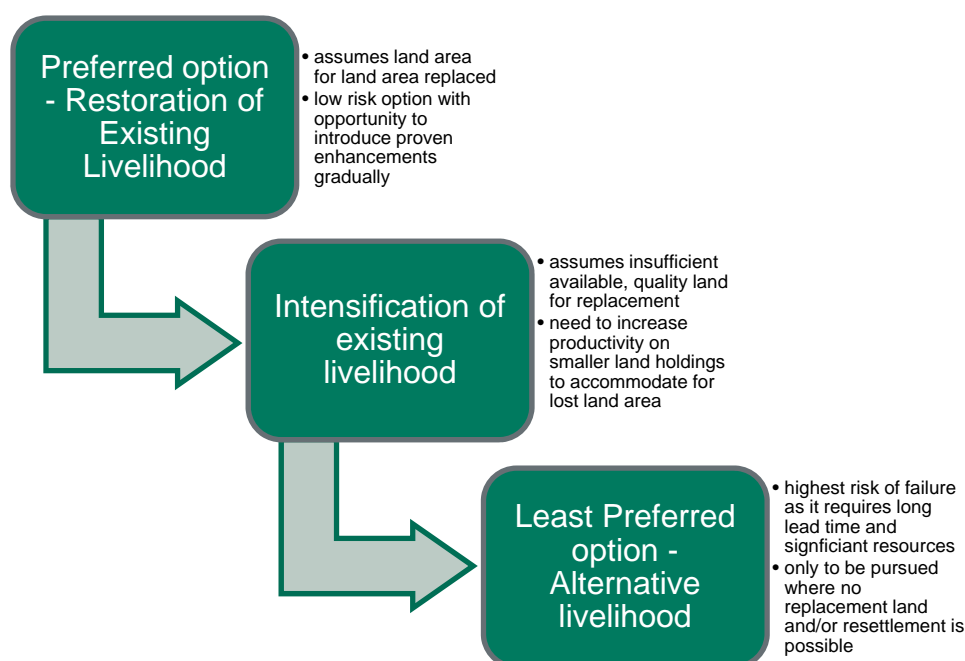 Preferred option
- Restoration of
Existing
Livelihood
• assumes land area
for land area replaced
• low risk option with
opportunity to
introduce proven
enhancements
gradually
Intensification of
existing
livelihood
• assumes insufficient
available, quality land
for replacement
• need to increase
productivity on
smaller land holdings
to accommodate for
lost land area
Least Preferred
option -
Alternative
livelihood
• highest risk of failure
as it requires long
lead time and
signficiant resources
• only to be pursued
where no
replacement land
and/or resettlement is
possible